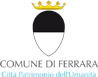 COMUNE DI FERRARA
Città Patrimonio dell'Umanità